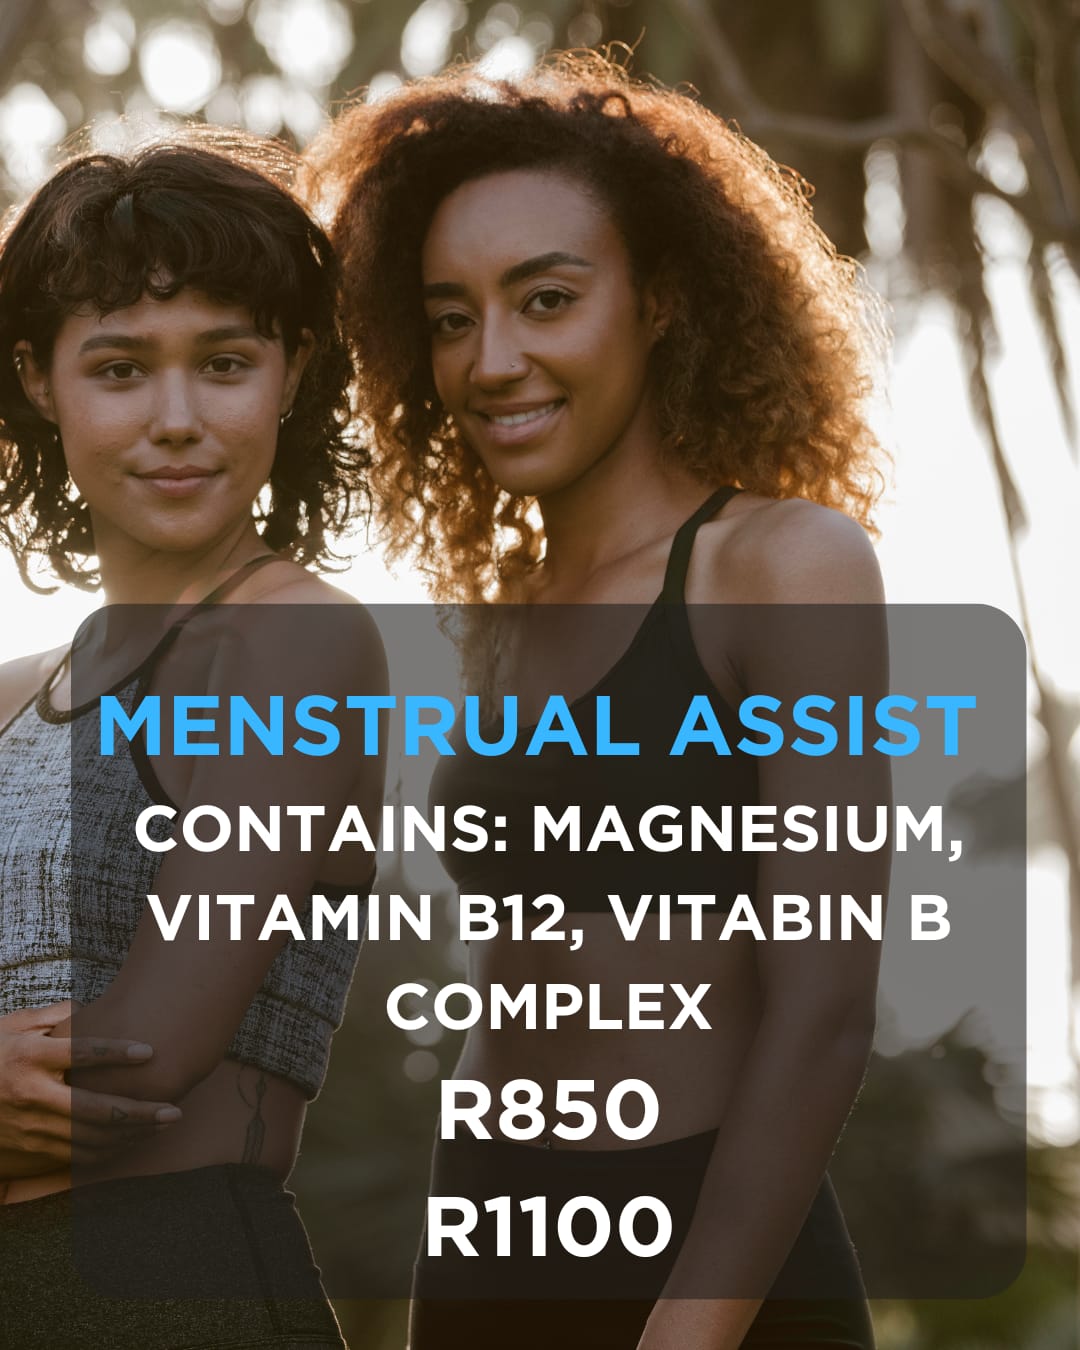 MENSTRUAL ASSIST
CONTAINS: MAGNESIUM,
VITAMIN B12, VITABIN B
COMPLEX
R850
R1100